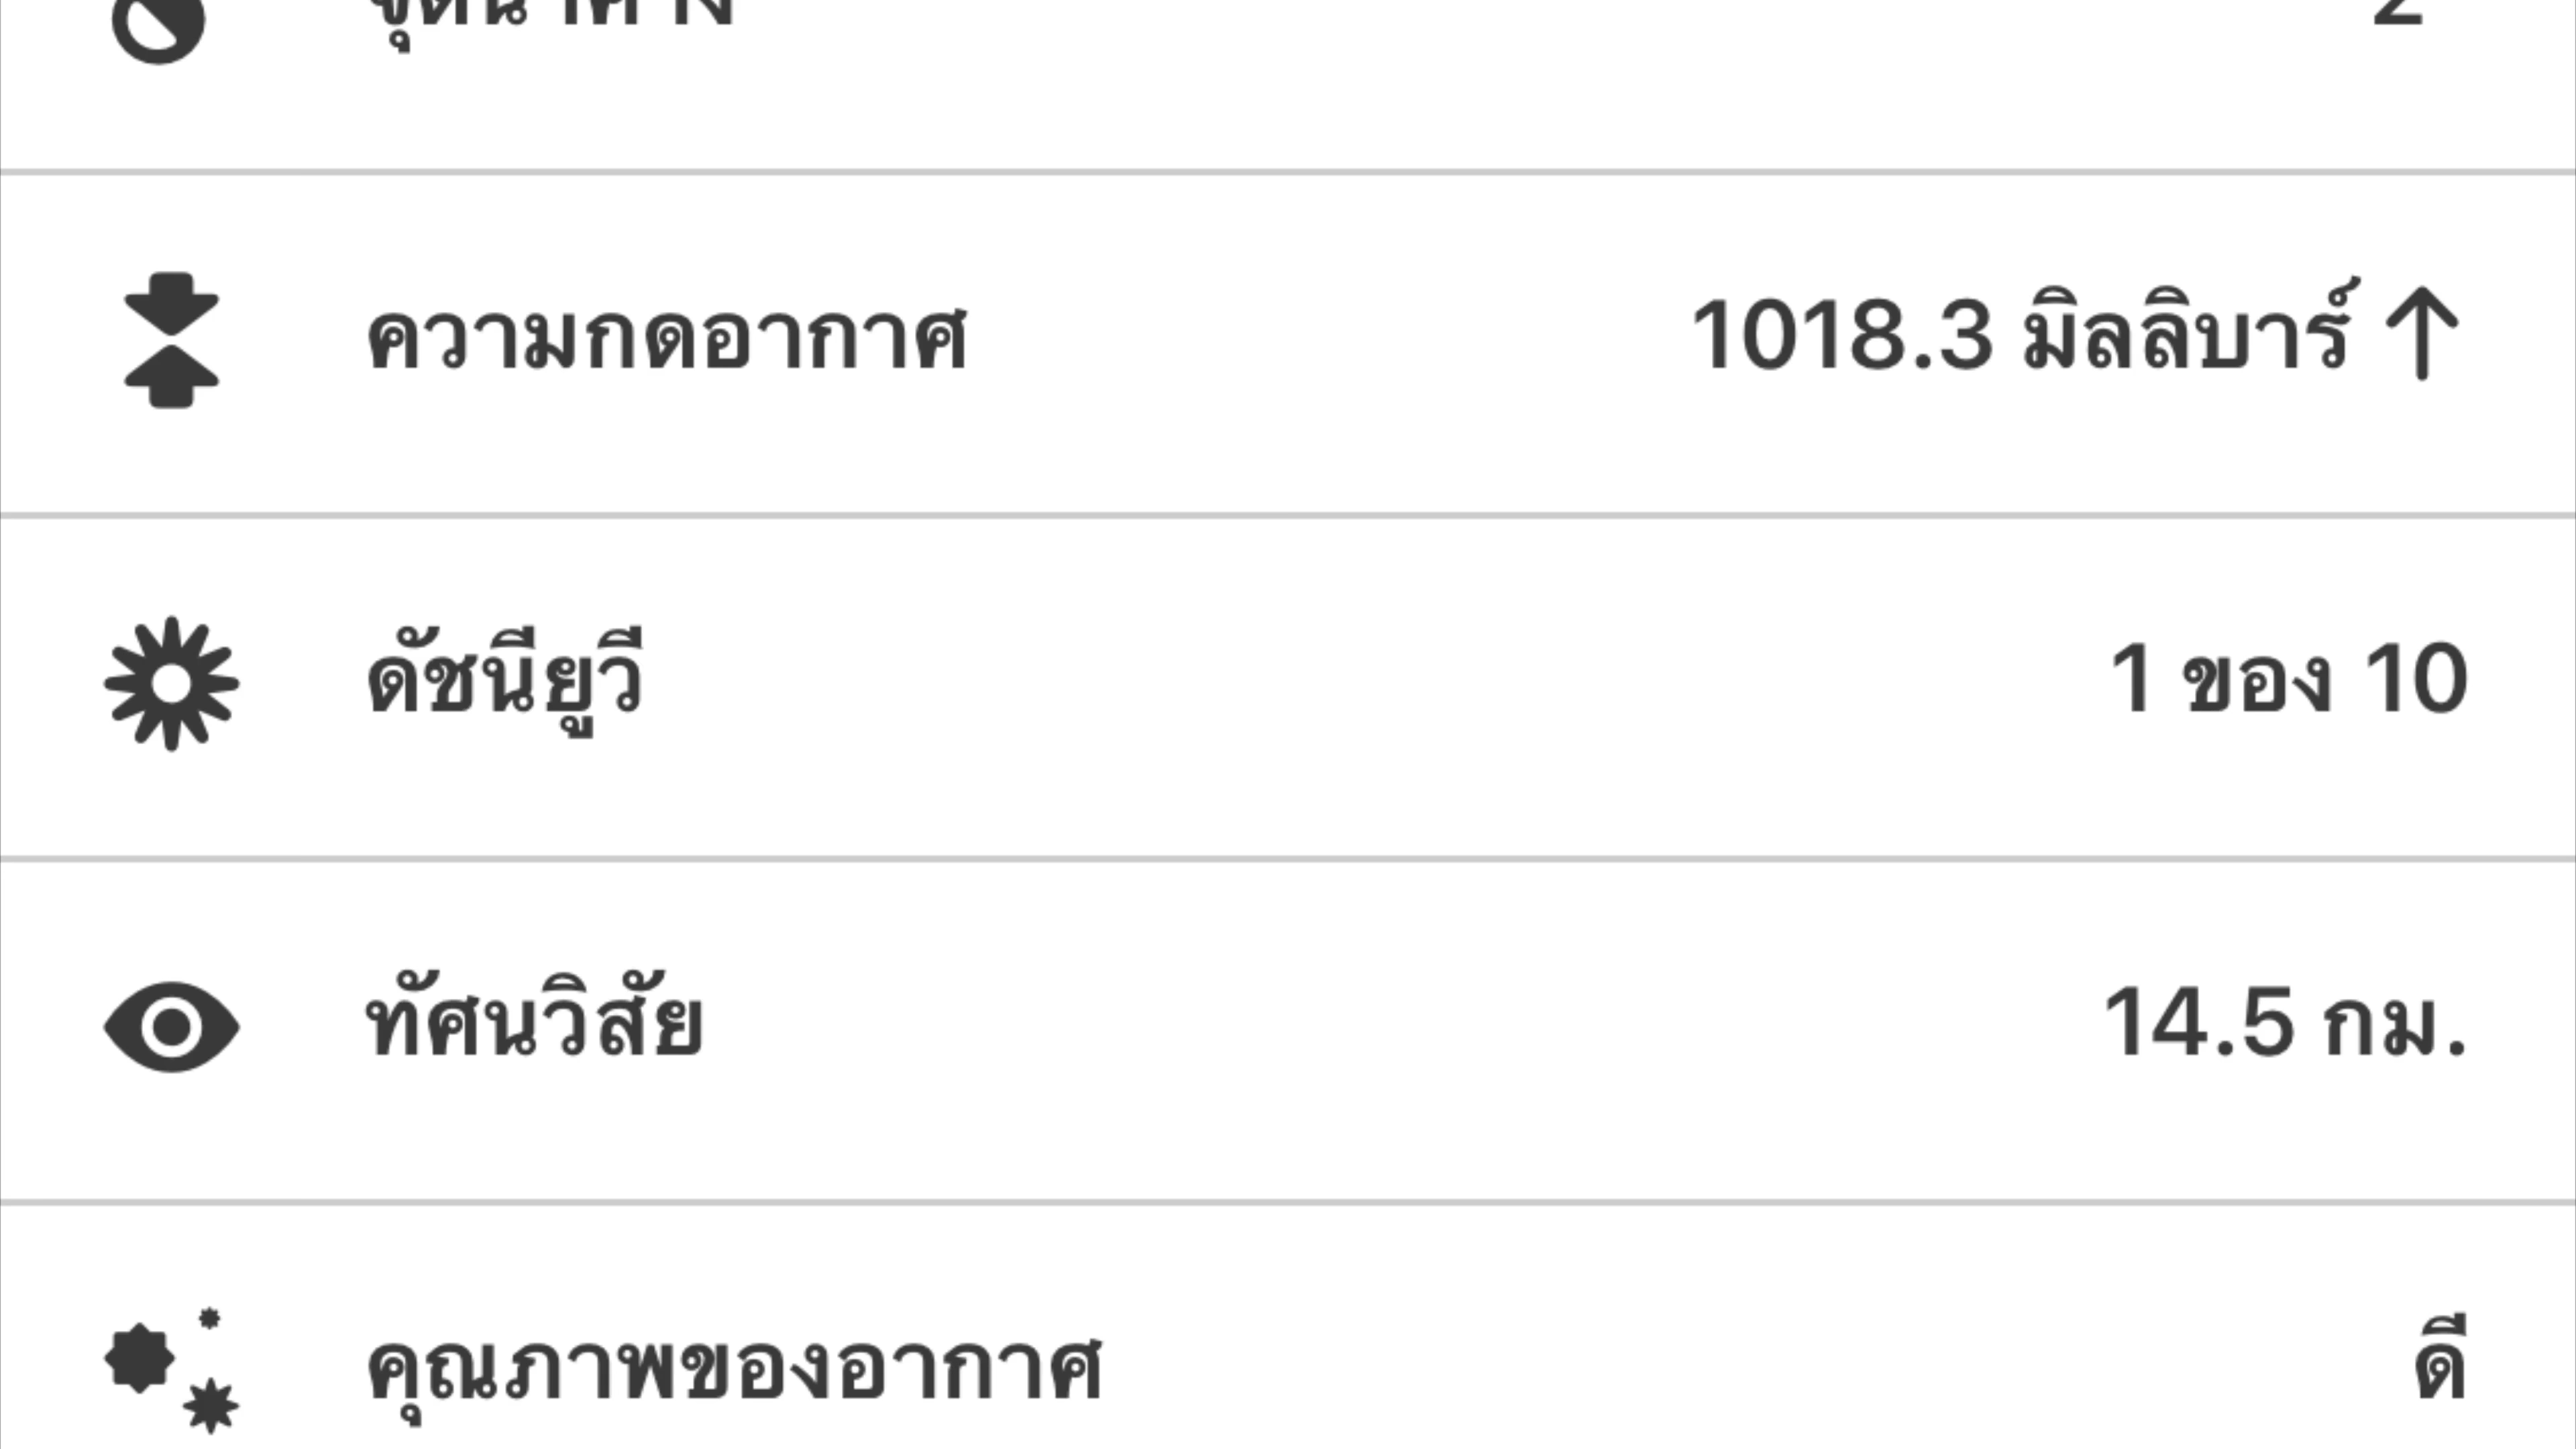 ความกดอากาศ 1018.3 มิลลิบาร์ ↑
ดัชนียูวี 1 ของ 10
ทัศนวิสัย 14.5 กม.
คุณภาพของอากาศ ดี